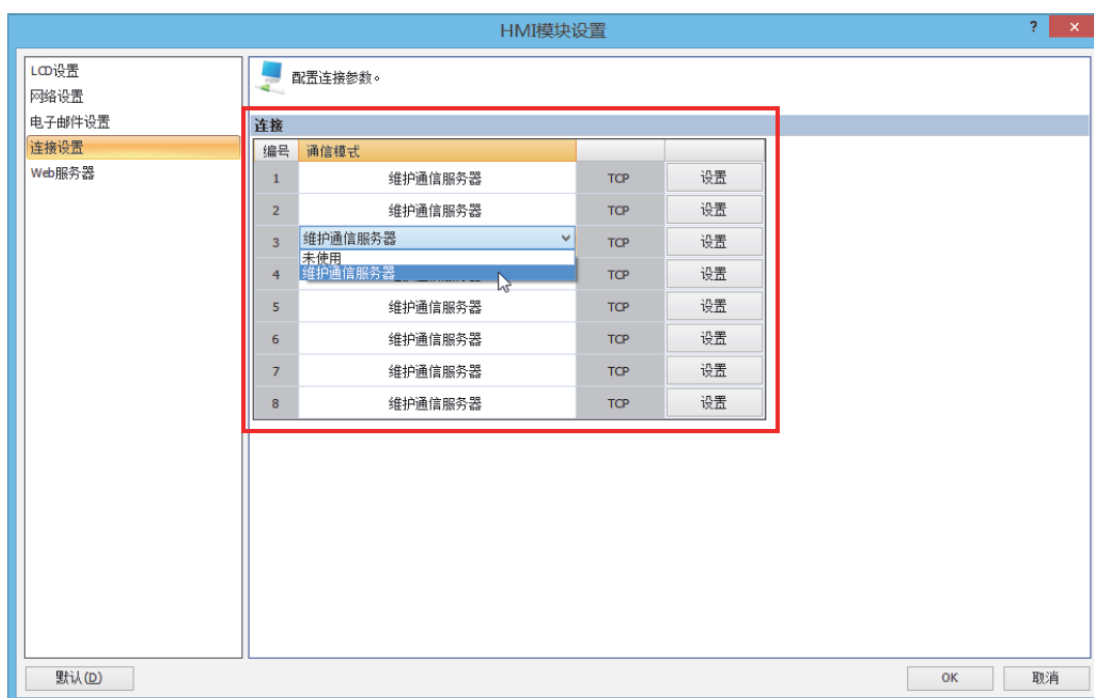 HMI模块设置
?
LCD设置
网络设置
电子邮件设置
连接设置
Web服务器
配置连接参数。
连接
编号 通信模式
1 维护通信服务器 TCP 设置
2 维护通信服务器 TCP 设置
3 维护通信服务器 TCP 设置
未使用
维护通信服务器
4 TCP 设置
5 维护通信服务器 TCP 设置
6 维护通信服务器 TCP 设置
7 维护通信服务器 TCP 设置
8 维护通信服务器 TCP 设置
默认(D)
OK
取消